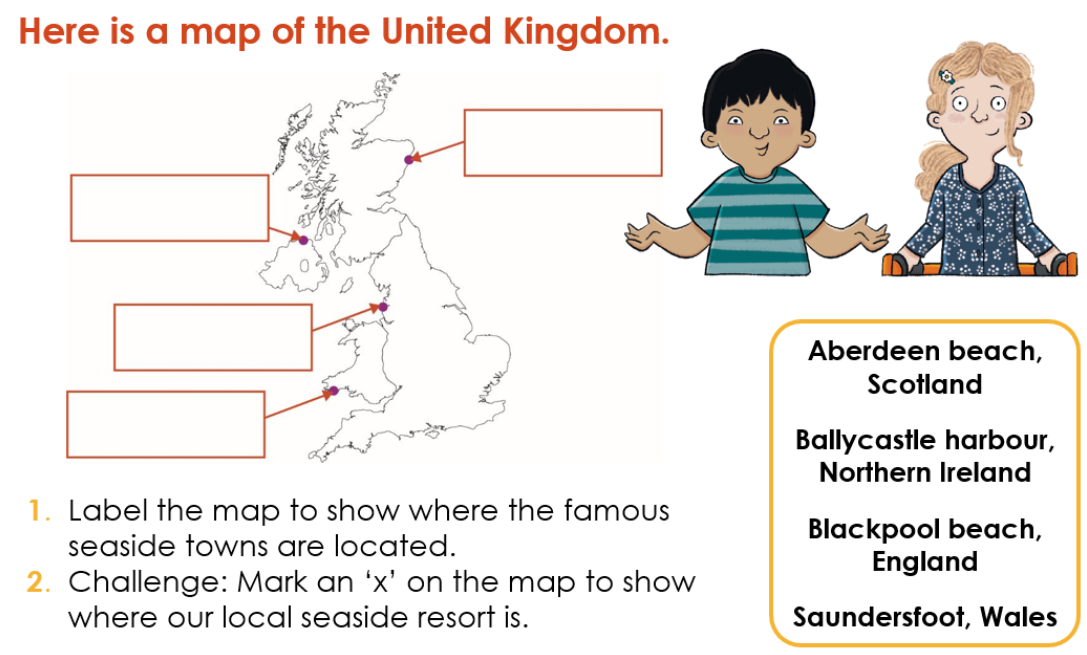 Here is a map of the United Kingdom.
Aberdeen beach,
Scotland
Ballycastle harbour,
Northern Ireland
Blackpool beach,
England
Saundersfoot, Wales
1. Label the map to show where the famous
seaside towns are located.
2. Challenge: Mark an ‘x’ on the map to show
where our local seaside resort is.